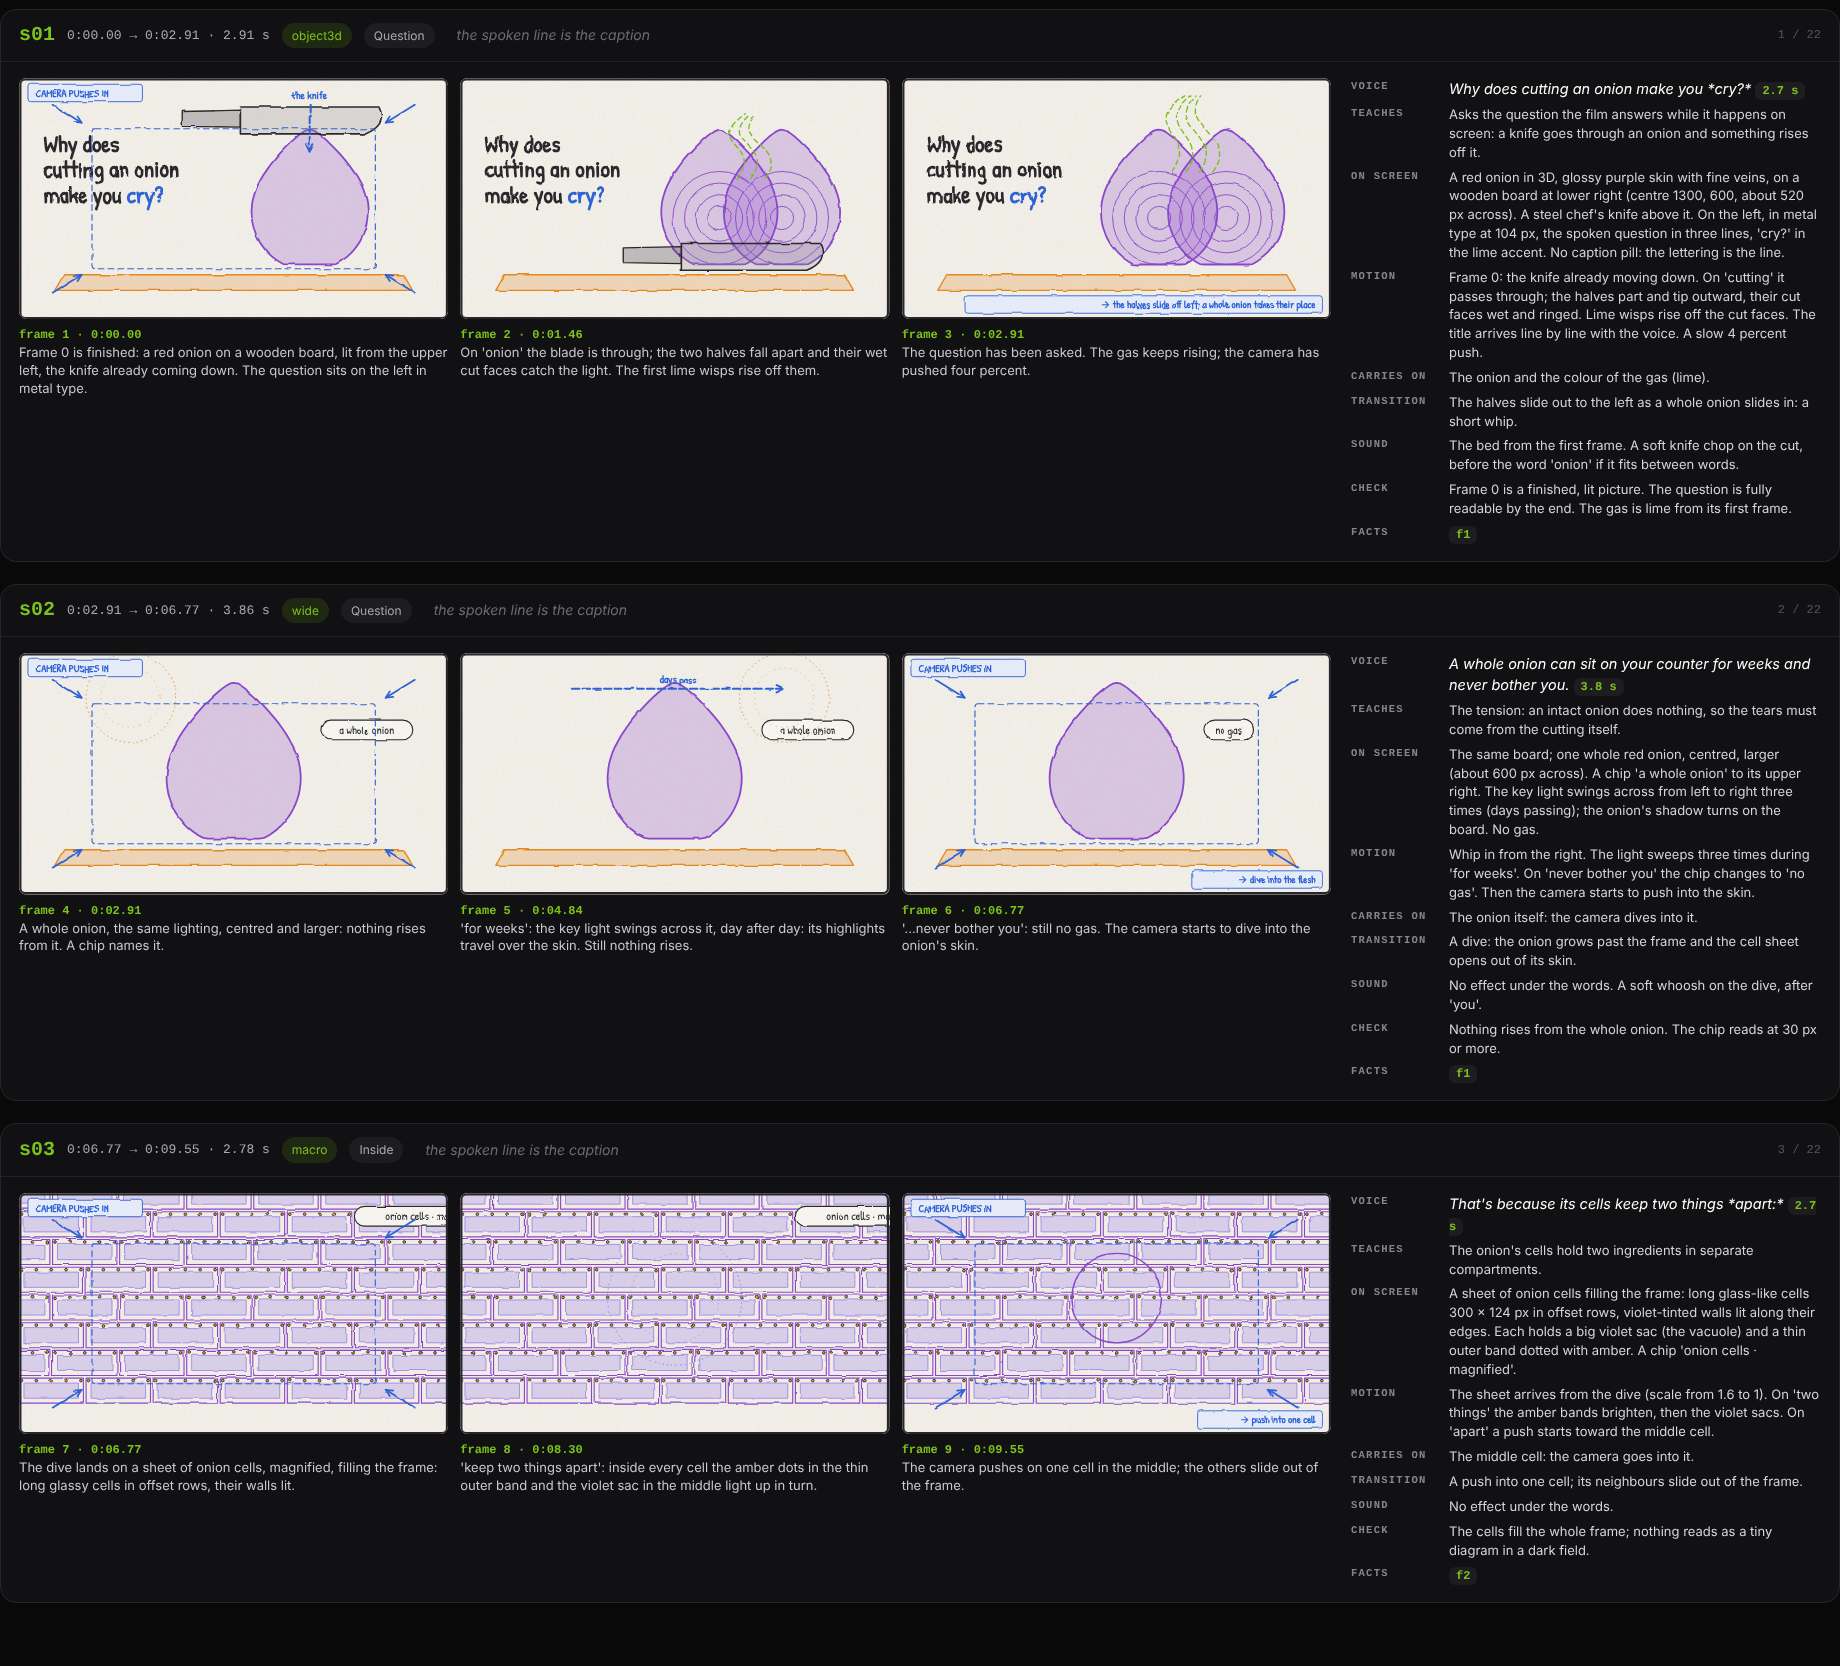 s01 0:00.00 → 0:02.91 · 2.91 s object3d Question the spoken line is the caption 1 / 22
CAMERA PUSHES IN
the knife
Why does
cutting an onion
make you cry?
frame 1 · 0:00.00
Frame 0 is finished: a red onion on a wooden board, lit from the upper
left, the knife already coming down. The question sits on the left in
metal type.
Why does
cutting an onion
make you cry?
frame 2 · 0:01.46
On 'onion' the blade is through; the two halves fall apart and their wet
cut faces catch the light. The first lime wisps rise off them.
Why does
cutting an onion
make you cry?
→ the halves slide off left; a whole onion takes their place
frame 3 · 0:02.91
The question has been asked. The gas keeps rising; the camera has
pushed four percent.
VOICE Why does cutting an onion make you *cry?* 2.7 s
TEACHES Asks the question the film answers while it happens on
screen: a knife goes through an onion and something rises
off it.
ON SCREEN A red onion in 3D, glossy purple skin with fine veins, on a
wooden board at lower right (centre 1300, 600, about 520
px across). A steel chef's knife above it. On the left, in metal
type at 104 px, the spoken question in three lines, 'cry?' in
the lime accent. No caption pill: the lettering is the line.
MOTION Frame 0: the knife already moving down. On 'cutting' it
passes through; the halves part and tip outward, their cut
faces wet and ringed. Lime wisps rise off the cut faces. The
title arrives line by line with the voice. A slow 4 percent
push.
CARRIES ON The onion and the colour of the gas (lime).
TRANSITION The halves slide out to the left as a whole onion slides in: a
short whip.
SOUND The bed from the first frame. A soft knife chop on the cut,
before the word 'onion' if it fits between words.
CHECK Frame 0 is a finished, lit picture. The question is fully
readable by the end. The gas is lime from its first frame.
FACTS f1
s02 0:02.91 → 0:06.77 · 3.86 s wide Question the spoken line is the caption 2 / 22
CAMERA PUSHES IN
a whole onion
frame 4 · 0:02.91
A whole onion, the same lighting, centred and larger: nothing rises
from it. A chip names it.
days pass
a whole onion
frame 5 · 0:04.84
'for weeks': the key light swings across it, day after day: its highlights
travel over the skin. Still nothing rises.
CAMERA PUSHES IN
no gas
→ dive into the flesh
frame 6 · 0:06.77
'...never bother you': still no gas. The camera starts to dive into the
onion's skin.
VOICE A whole onion can sit on your counter for weeks and
never bother you. 3.8 s
TEACHES The tension: an intact onion does nothing, so the tears must
come from the cutting itself.
ON SCREEN The same board; one whole red onion, centred, larger
(about 600 px across). A chip 'a whole onion' to its upper
right. The key light swings across from left to right three
times (days passing); the onion's shadow turns on the
board. No gas.
MOTION Whip in from the right. The light sweeps three times during
'for weeks'. On 'never bother you' the chip changes to 'no
gas'. Then the camera starts to push into the skin.
CARRIES ON The onion itself: the camera dives into it.
TRANSITION A dive: the onion grows past the frame and the cell sheet
opens out of its skin.
SOUND No effect under the words. A soft whoosh on the dive, after
'you'.
CHECK Nothing rises from the whole onion. The chip reads at 30 px
or more.
FACTS f1
s03 0:06.77 → 0:09.55 · 2.78 s macro Inside the spoken line is the caption 3 / 22
CAMERA PUSHES IN
onion cells · ma
frame 7 · 0:06.77
The dive lands on a sheet of onion cells, magnified, filling the frame:
long glassy cells in offset rows, their walls lit.
onion cells · ma
frame 8 · 0:08.30
'keep two things apart': inside every cell the amber dots in the thin
outer band and the violet sac in the middle light up in turn.
CAMERA PUSHES IN
→ push into one cell
frame 9 · 0:09.55
The camera pushes on one cell in the middle; the others slide out of
the frame.
VOICE That's because its cells keep two things *apart:* 2.7
s
TEACHES The onion's cells hold two ingredients in separate
compartments.
ON SCREEN A sheet of onion cells filling the frame: long glass-like cells
300 × 124 px in offset rows, violet-tinted walls lit along their
edges. Each holds a big violet sac (the vacuole) and a thin
outer band dotted with amber. A chip 'onion cells ·
magnified'.
MOTION The sheet arrives from the dive (scale from 1.6 to 1). On 'two
things' the amber bands brighten, then the violet sacs. On
'apart' a push starts toward the middle cell.
CARRIES ON The middle cell: the camera goes into it.
TRANSITION A push into one cell; its neighbours slide out of the frame.
SOUND No effect under the words.
CHECK The cells fill the whole frame; nothing reads as a tiny
diagram in a dark field.
FACTS f2